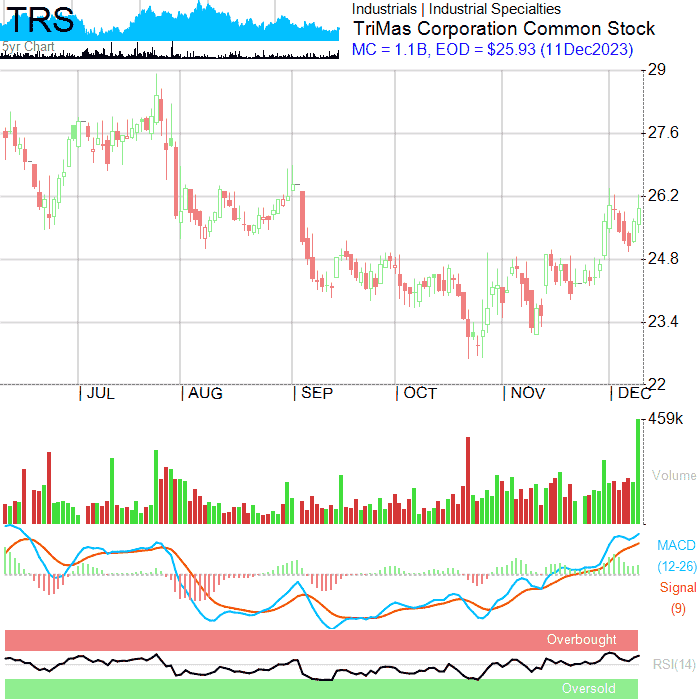 TRS
5yr Chart
Industrials | Industrial Specialties
TriMas Corporation Common Stock
MC = 1.1B, EOD = $25.93 (11Dec2023)
29
27.6
26.2
24.8
23.4
22
| JUL | AUG | SEP | OCT | NOV | DEC
459k
Volume
MACD
(12-26)
Signal
(9)
Overbought
RSI(14)
Oversold